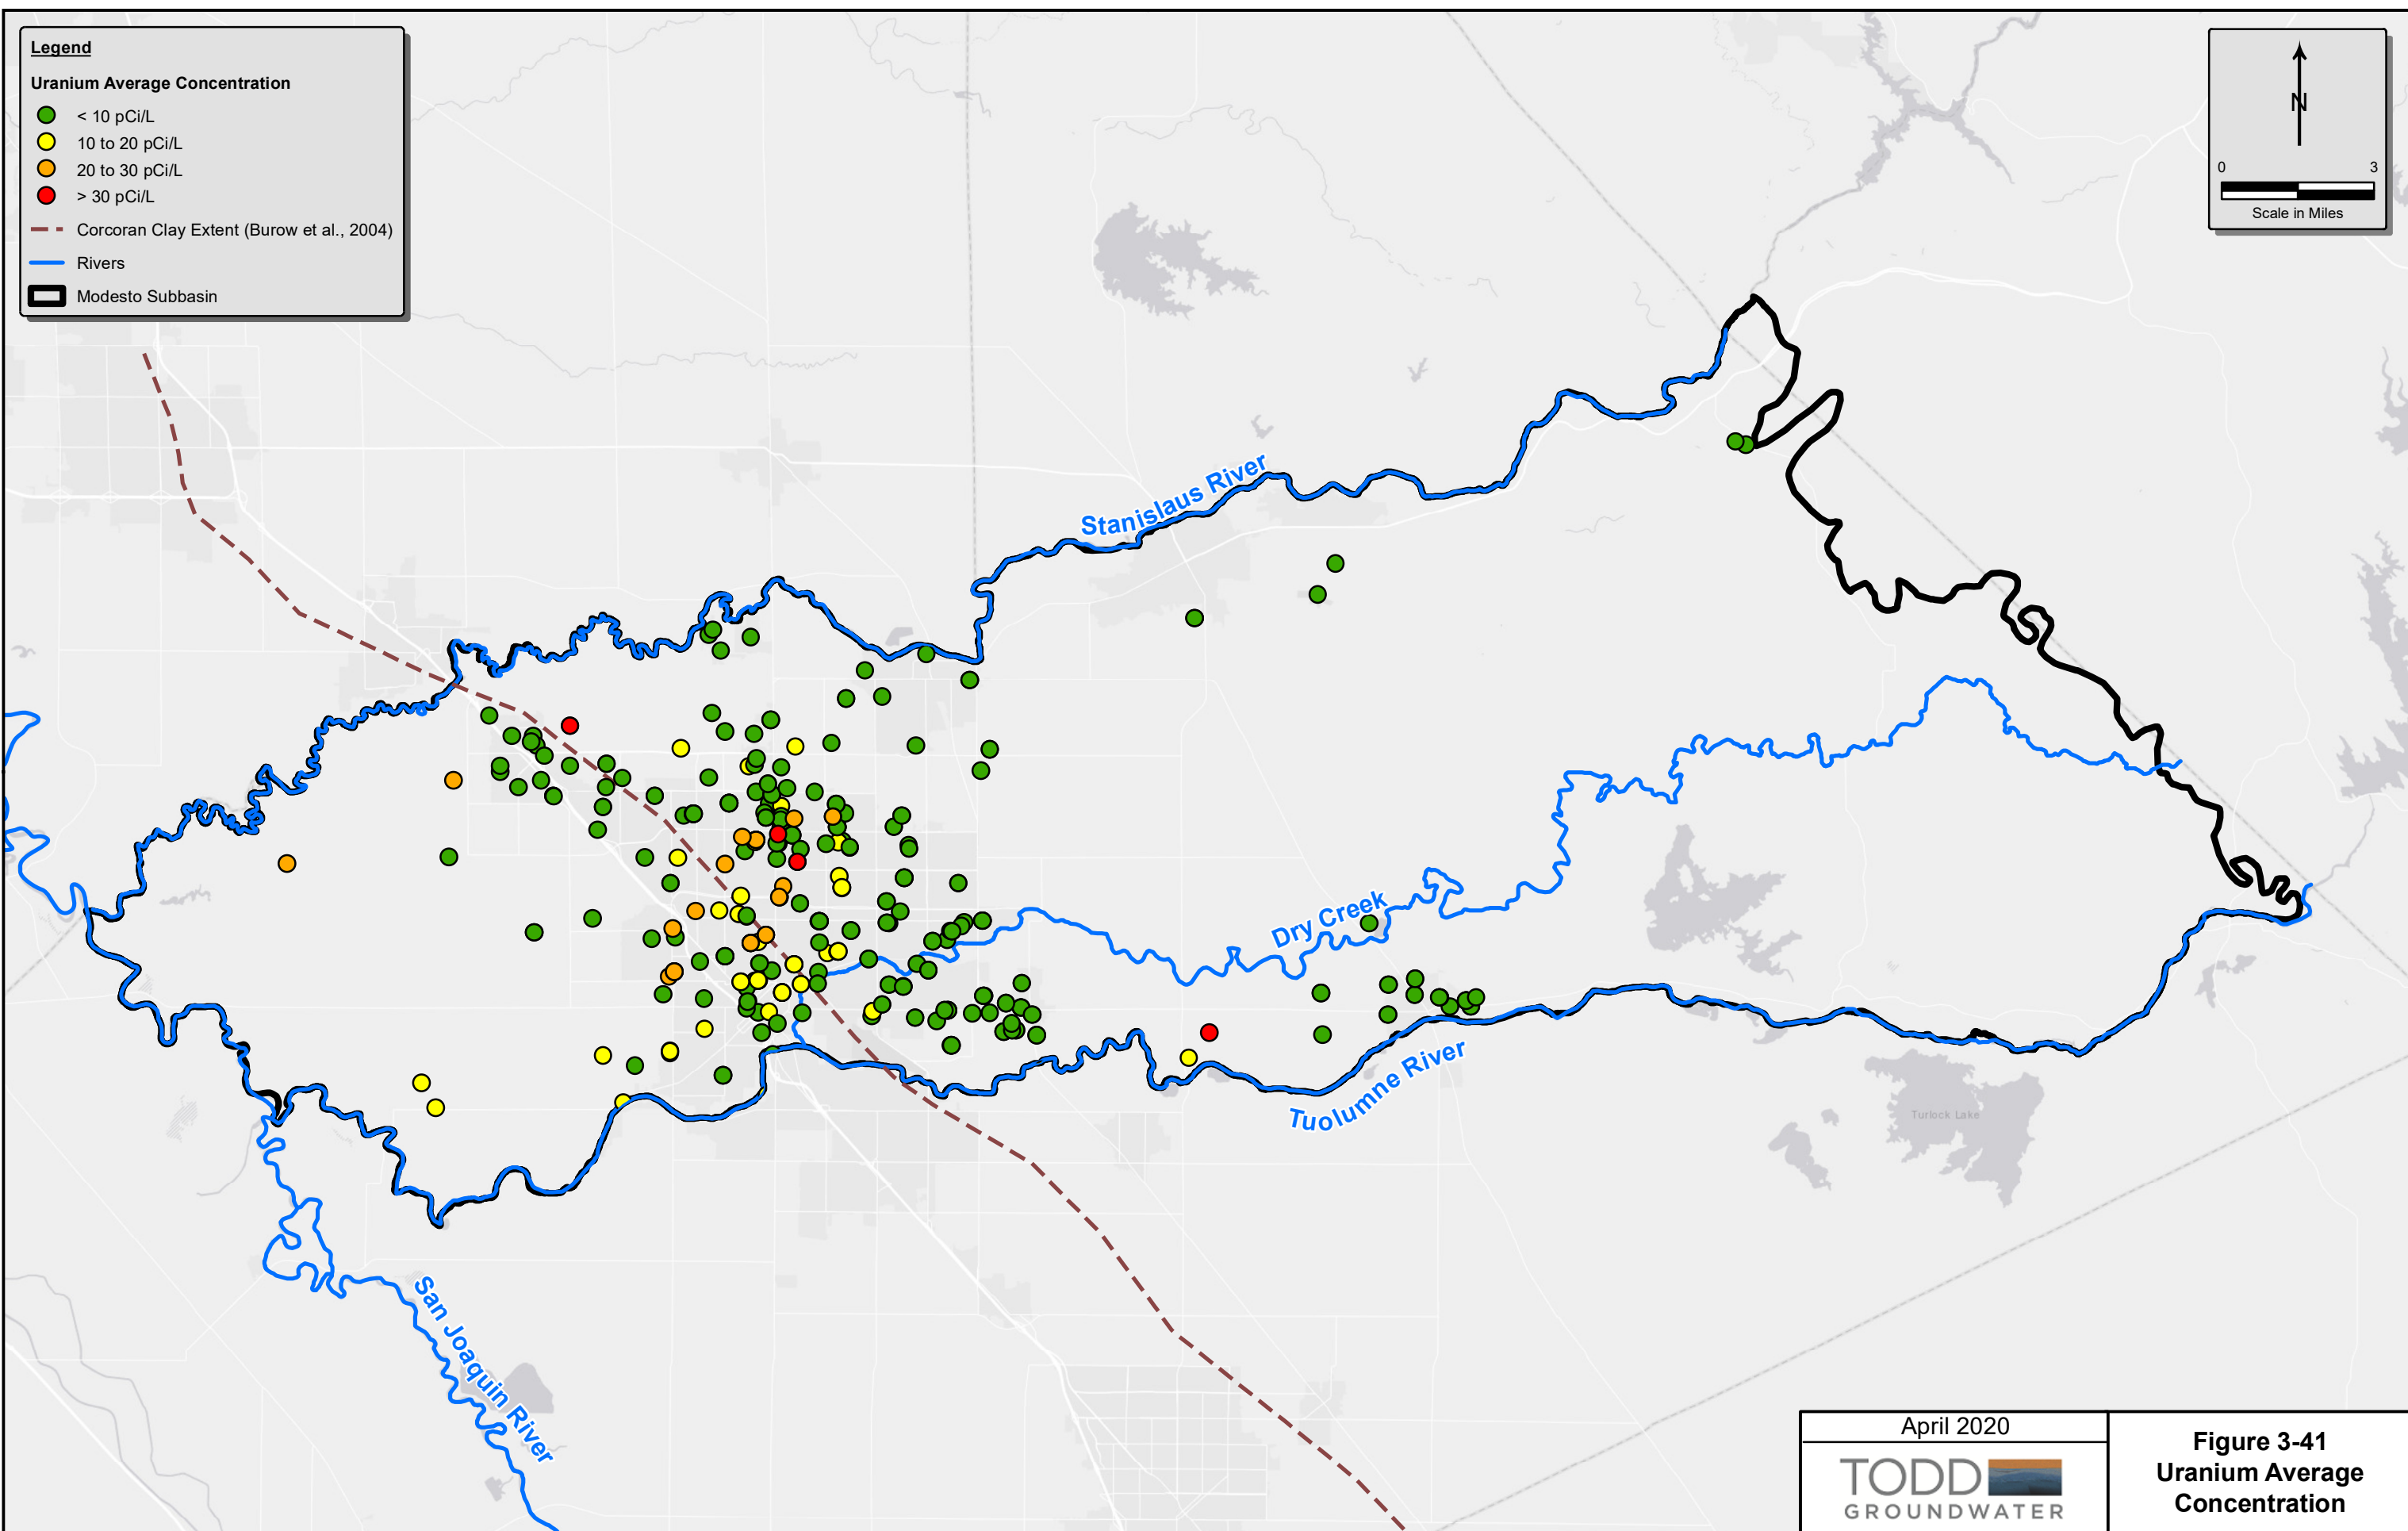 Legend
Uranium Average Concentration
< 10 pCi/L
10 to 20 pCi/L
20 to 30 pCi/L
> 30 pCi/L
Corcoran Clay Extent (Burow et al., 2004)
Rivers
Modesto Subbasin
N
0 3
Scale in Miles
Stanislaus River
Dry Creek
Tuolumne River
Turlock Lake
San Joaquin River
April 2020
TODD
GROUNDWATER
Figure 3-41
Uranium Average
Concentration